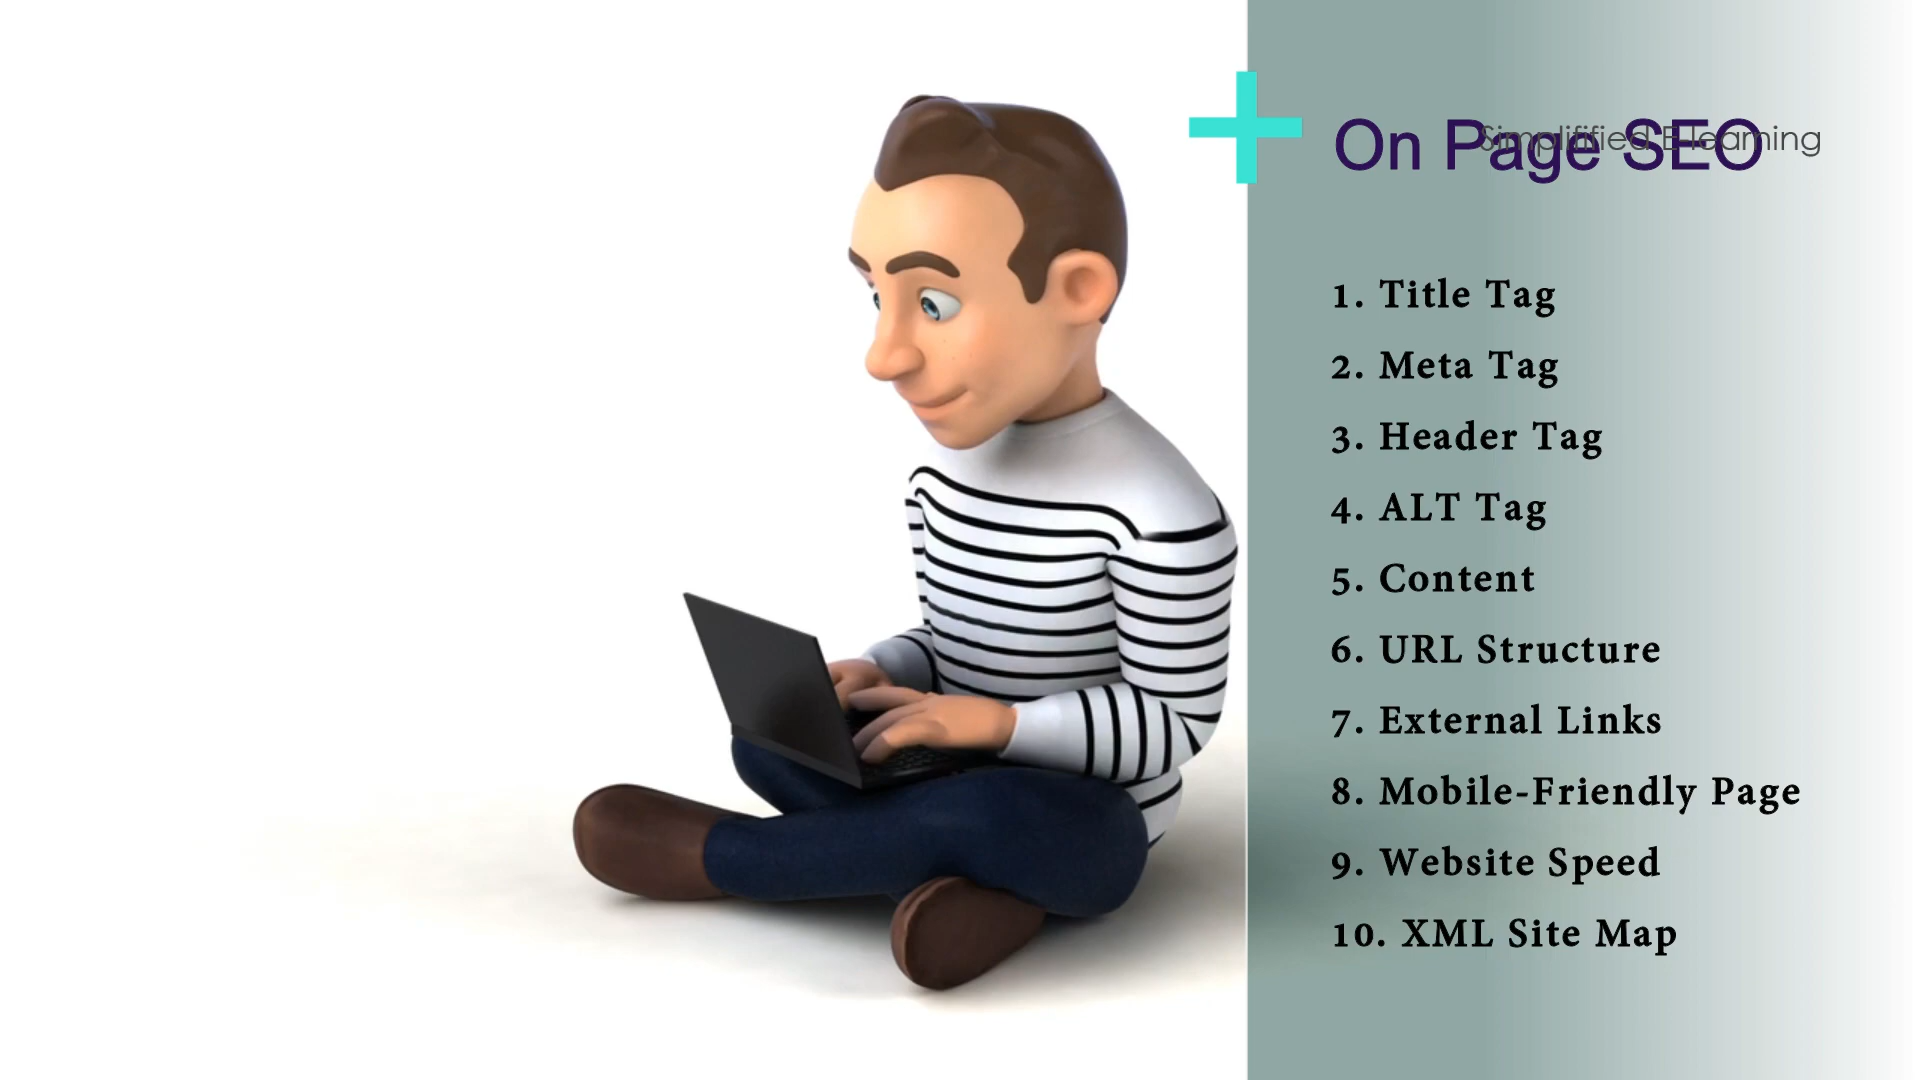 On Page SEO
Simplifified E-learning
1. Title Tag
2. Meta Tag
3. Header Tag
4. ALT Tag
5. Content
6. URL Structure
7. External Links
8. Mobile-Friendly Page
9. Website Speed
10. XML Site Map